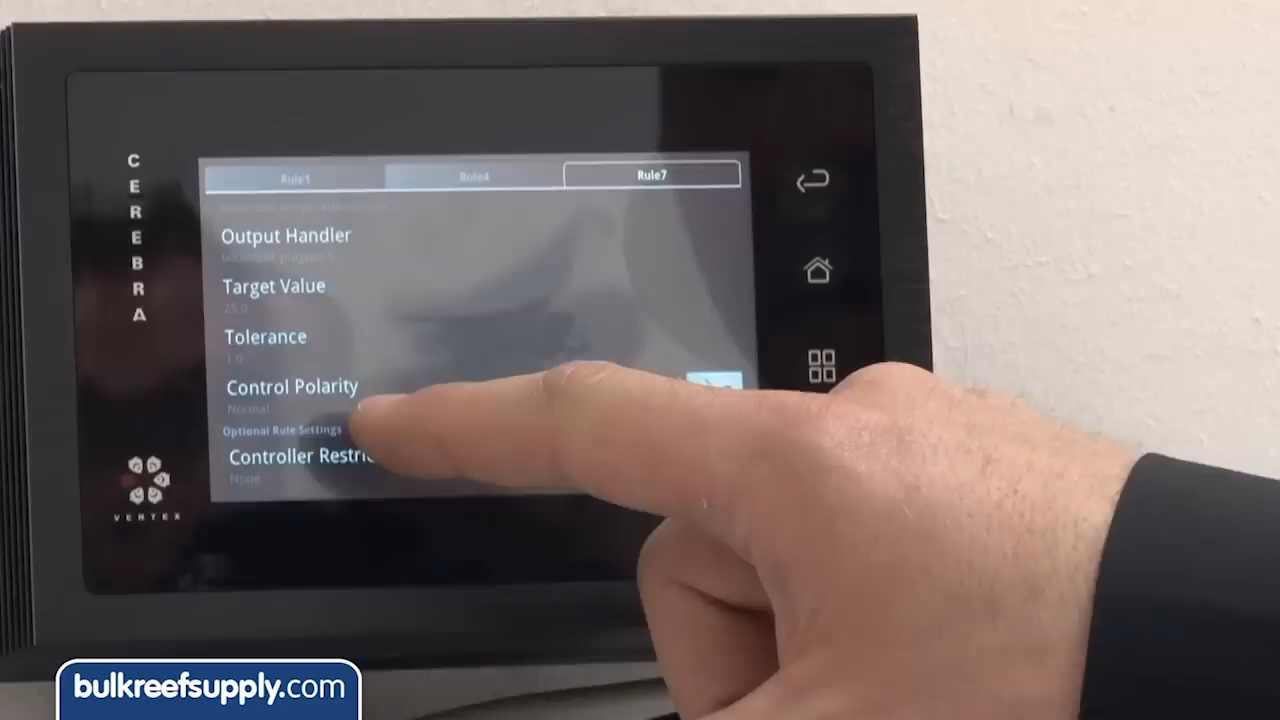 CEREBRA
VERTEX
Rule1 Rule4 Rule7
Output Handler
Target Value
25.0
Tolerance
1.0
Control Polarity
Normal
Optional Rule Settings
Controller
None
bulkreefsupply.com